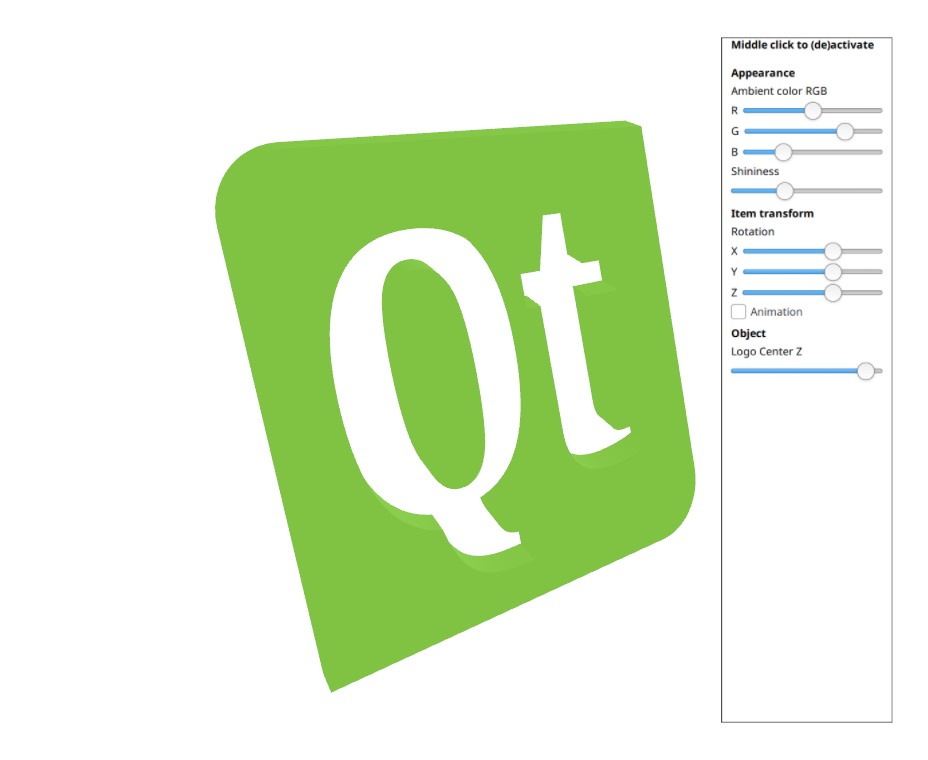 Qt
Middle click to (de)activate
Appearance
Ambient color RGB
R
G
B
Shininess
Item transform
Rotation
X
Y
Z
Animation
Object
Logo Center Z